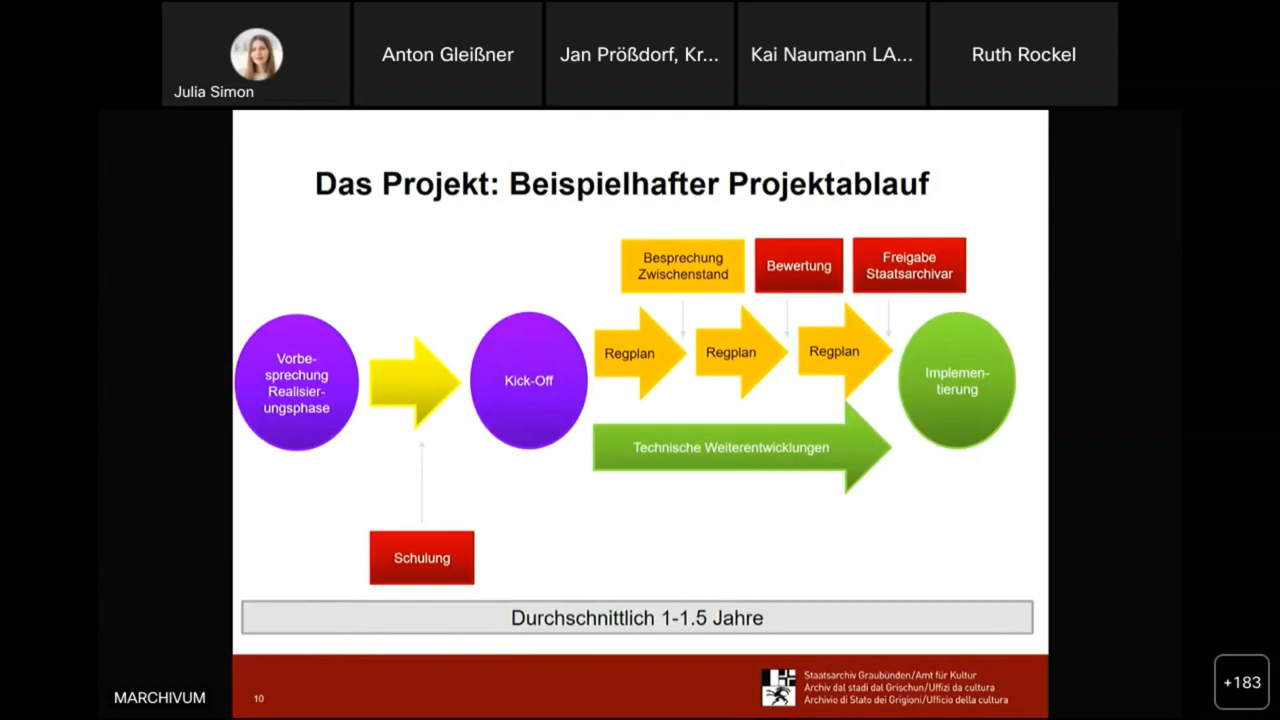 Julia Simon
Anton Gleißner
Jan Prößdorf, Kr...
Kai Naumann LA...
Ruth Rockel
Das Projekt: Beispielhafter Projektablauf
Besprechung
Zwischenstand
Bewertung
Freigabe
Staatsarchivar
Vorbe-
sprechung
Realisier-
ungsphase
Kick-Off
Regplan
Regplan
Regplan
Implemen-
tierung
Technische Weiterentwicklungen
Schulung
Durchschnittlich 1-1.5 Jahre
10
Staatsarchiv Graubünden/Amt für Kultur
Archiv dal stadi dal Grischun/Uffizi da cultura
Archivio di Stato dei Grigioni/Ufficio della cultura
MARCHIVUM
+183